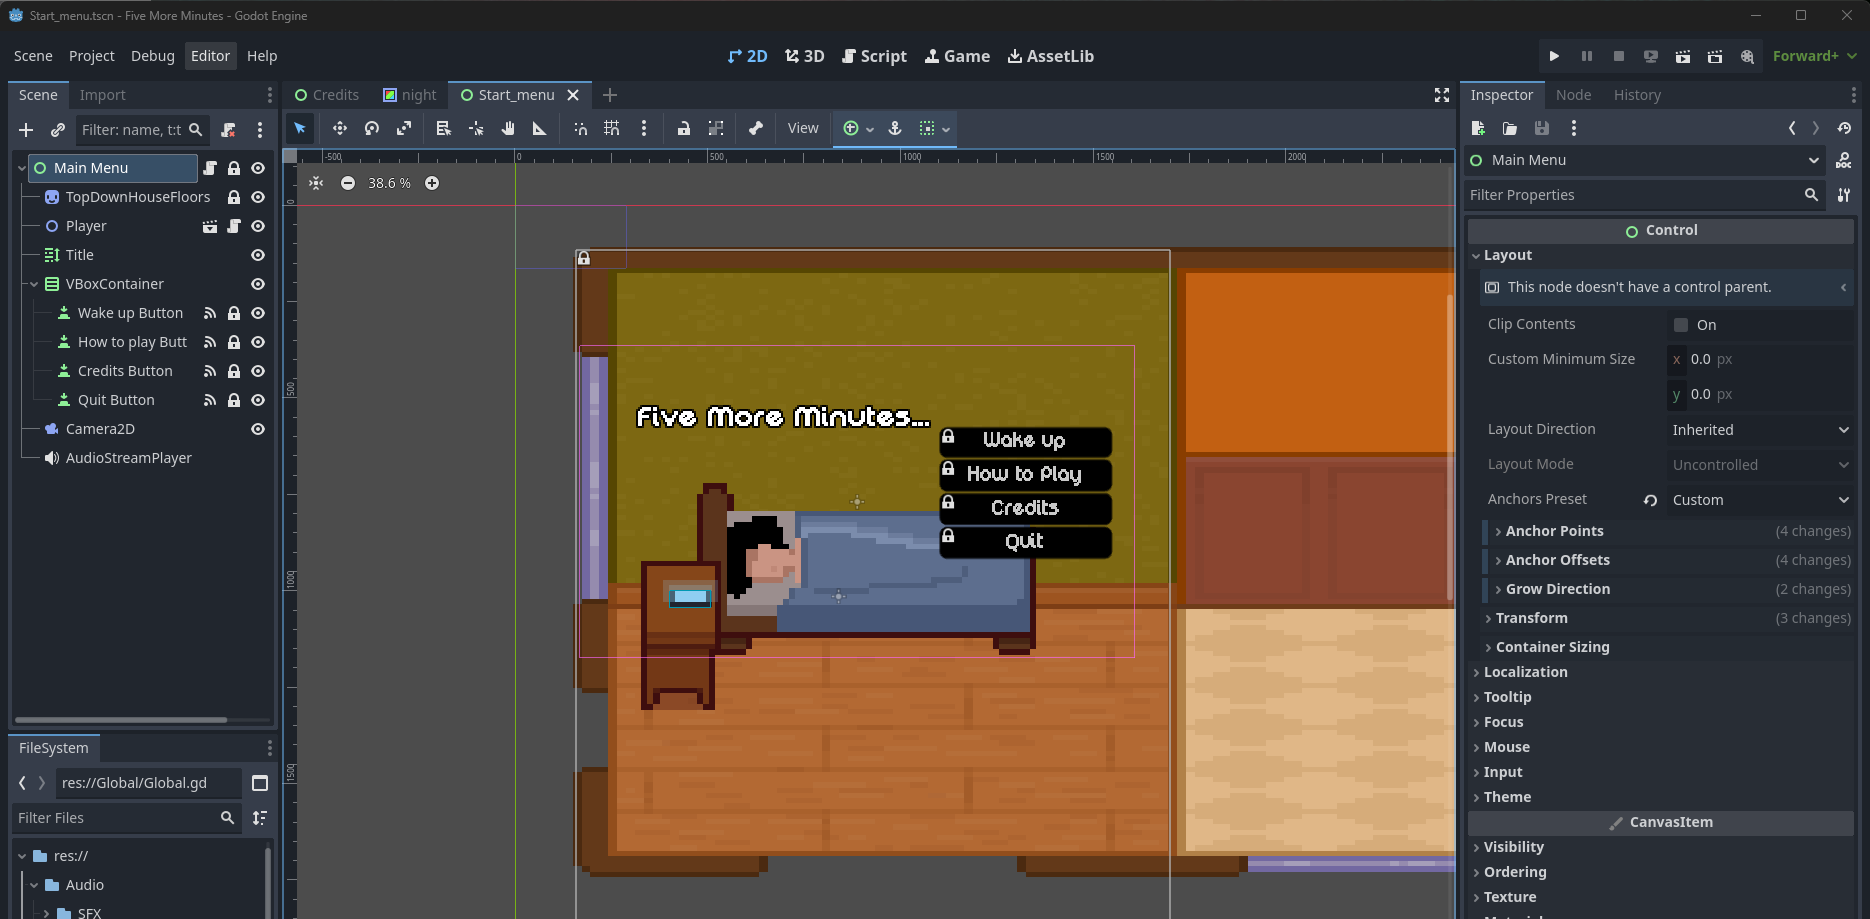 Start_menu.tscn - Five More Minutes - Godot Engine
Scene Project Debug Editor Help
2D 3D Script Game AssetLib
Forward+
Scene Import
Filter: name, t:t
Main Menu
TopDownHouseFloors
Player
Title
VBoxContainer
Wake up Button
How to play Butt
Credits Button
Quit Button
Camera2D
AudioStreamPlayer
FileSystem
res://Global/Global.gd
Filter Files
res://
Audio
SFX
Credits night Start_menu
View
-500 0 500 1000 1500 2000
38.6 %
0
500
1000
1500
Five More Minutes...
Wake up
How to Play
Credits
Quit
Inspector Node History
Main Menu
DOC
Filter Properties
Control
Layout
This node doesn't have a control parent.
Clip Contents On
Custom Minimum Size x 0.0 px
y 0.0 px
Layout Direction Inherited
Layout Mode Uncontrolled
Anchors Preset Custom
Anchor Points (4 changes)
Anchor Offsets (4 changes)
Grow Direction (2 changes)
Transform (3 changes)
Container Sizing
Localization
Tooltip
Focus
Mouse
Input
Theme
CanvasItem
Visibility
Ordering
Texture